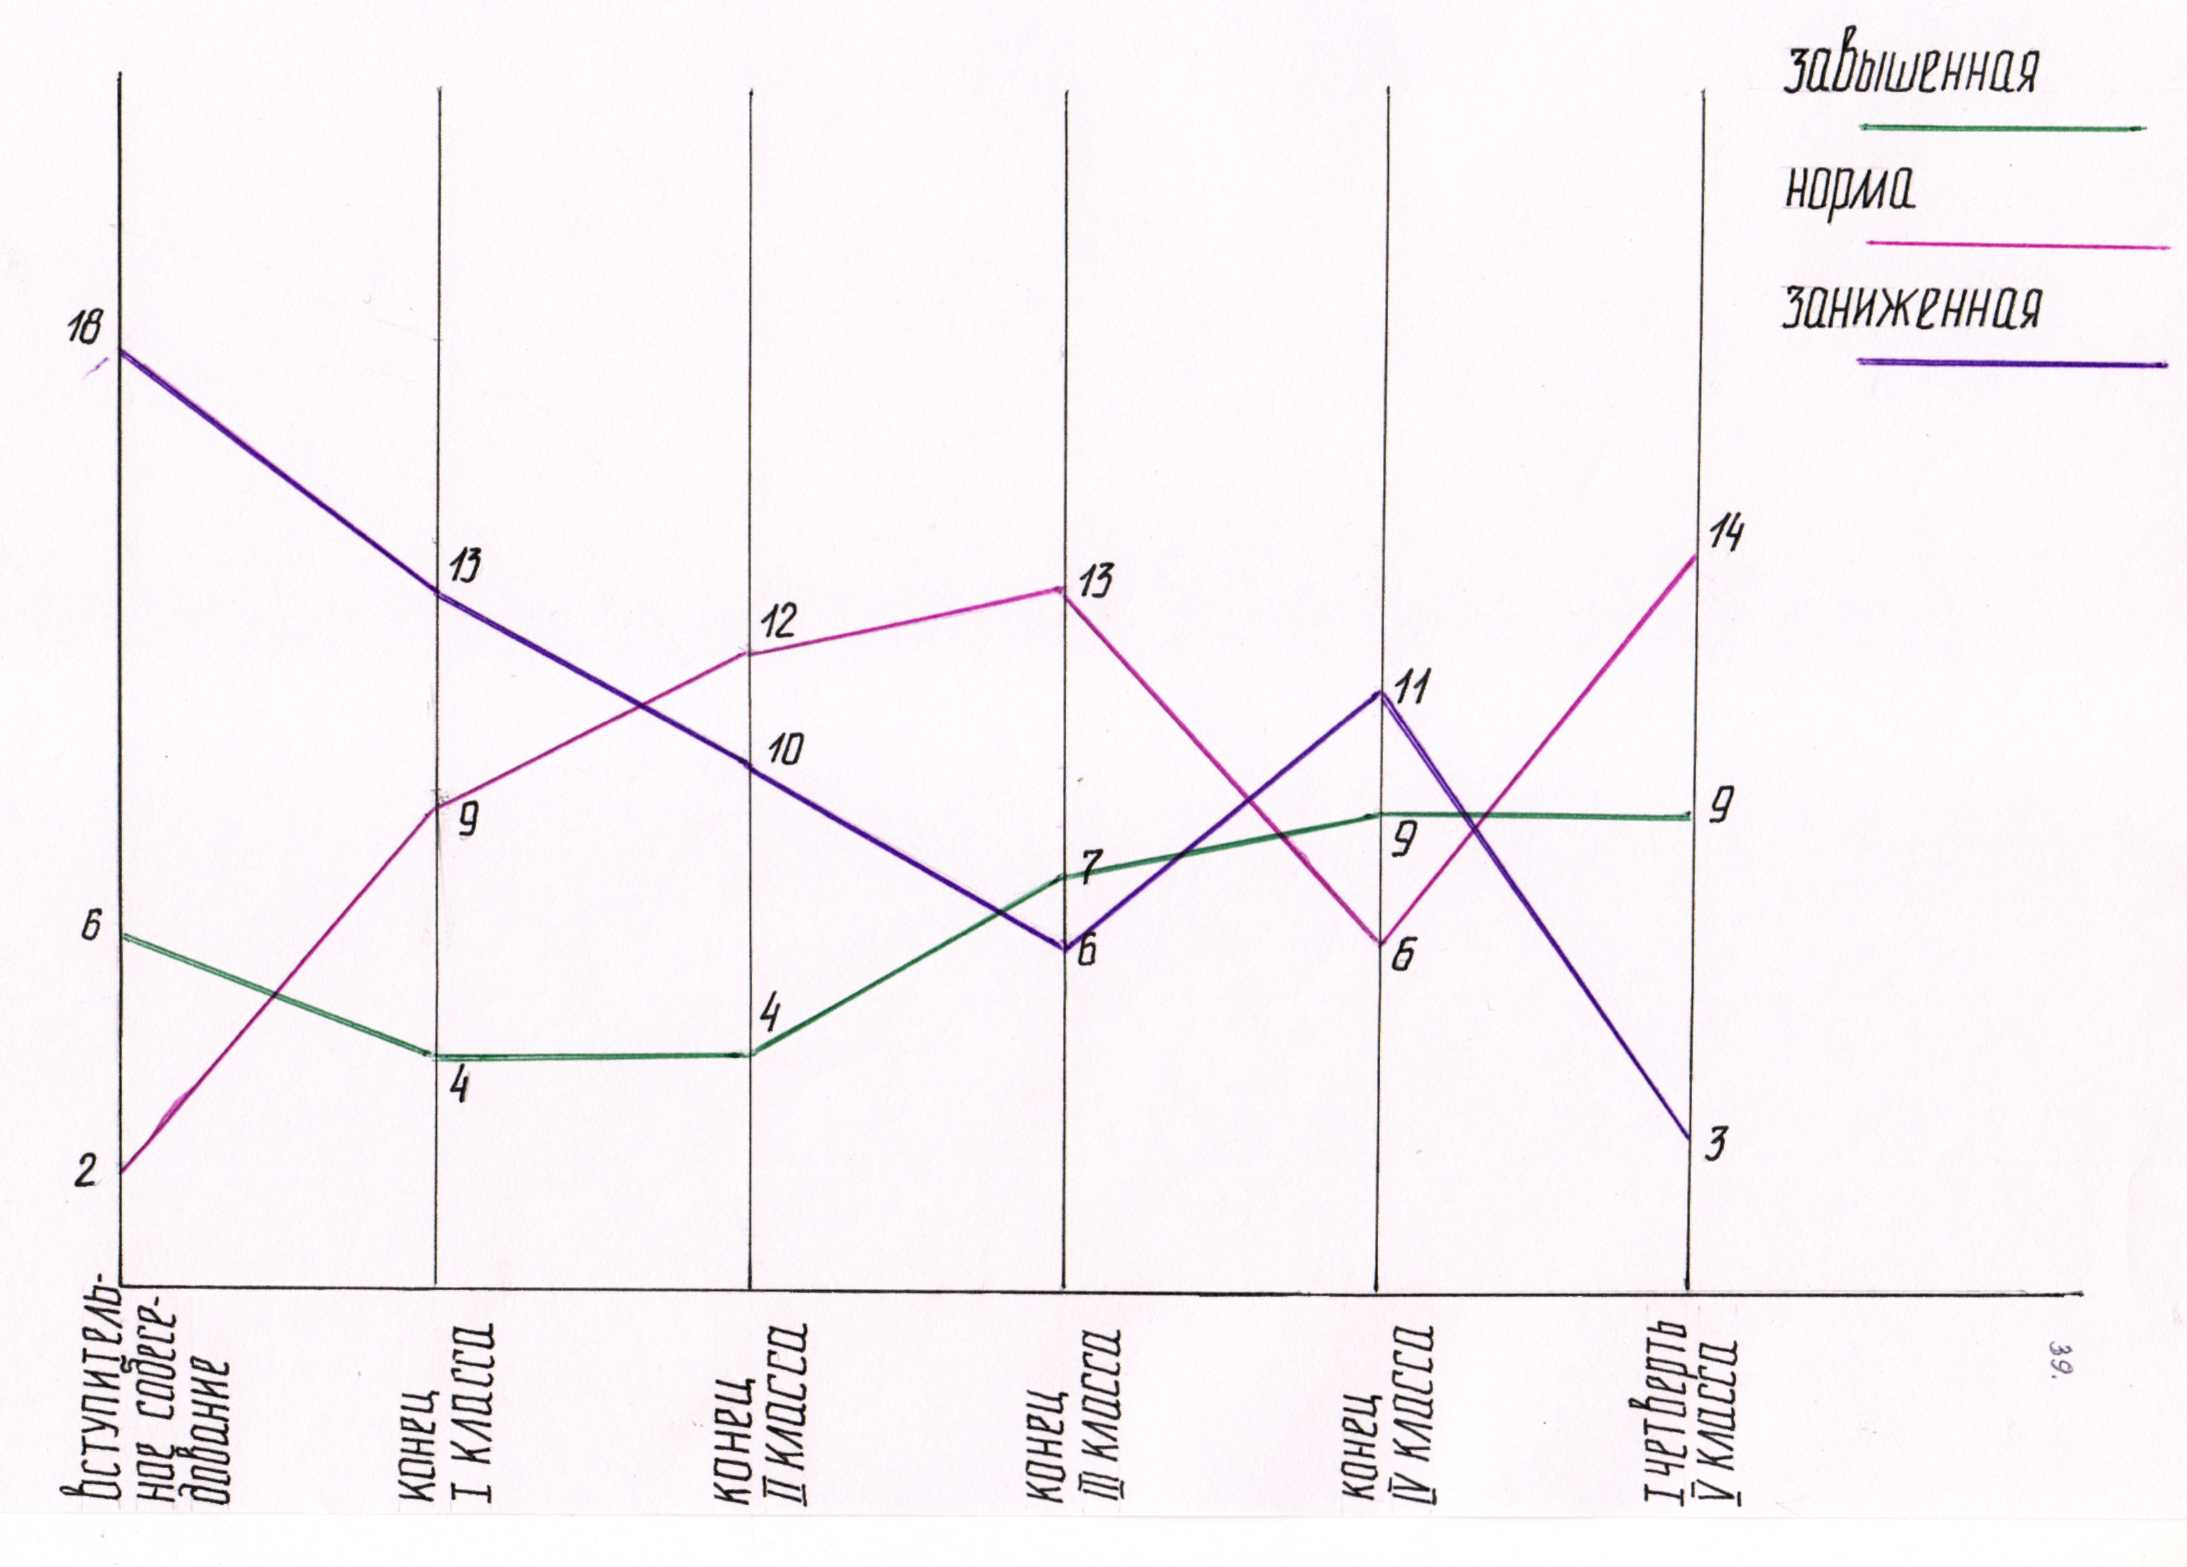 завышенная
норма
заниженная
18
13
12
13
14
10
11
9
7
9
9
6
6
6
4
4
2
3
вступитель-
ное собесе-
дование
конец
I класса
конец
II класса
конец
III класса
конец
IV класса
I четверть
V класса
39.